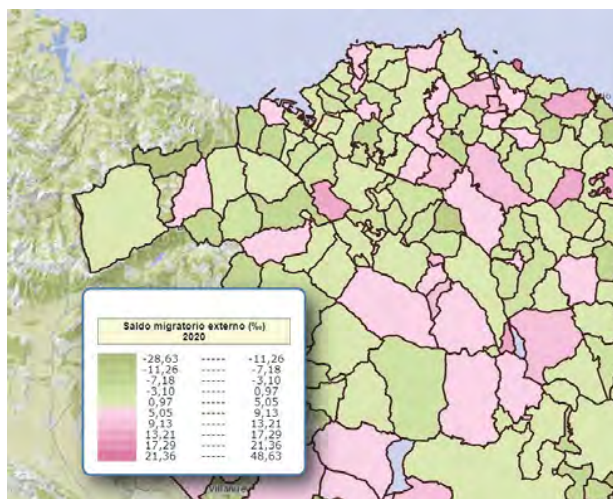 Saldo migratorio externo (‰)
2020
-28,63 ----- -11,26
-11,26 ----- -7,18
-7,18 ----- -3,10
-3,10 ----- 0,97
0,97 ----- 5,05
5,05 ----- 9,13
9,13 ----- 13,21
13,21 ----- 17,29
17,29 ----- 21,36
21,36 ----- 48,63